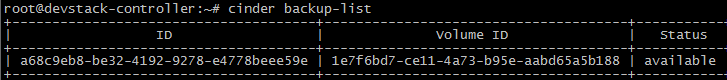 root@devstack-controller:~# cinder backup-list
+--------------------------------------+--------------------------------------+-----------
| ID | Volume ID | Status
+--------------------------------------+--------------------------------------+-----------
| a68c9eb8-be32-4192-9278-e4778beee59e | 1e7f6bd7-ce11-4a73-b95e-aabd65a5b188 | available
+--------------------------------------+--------------------------------------+-----------